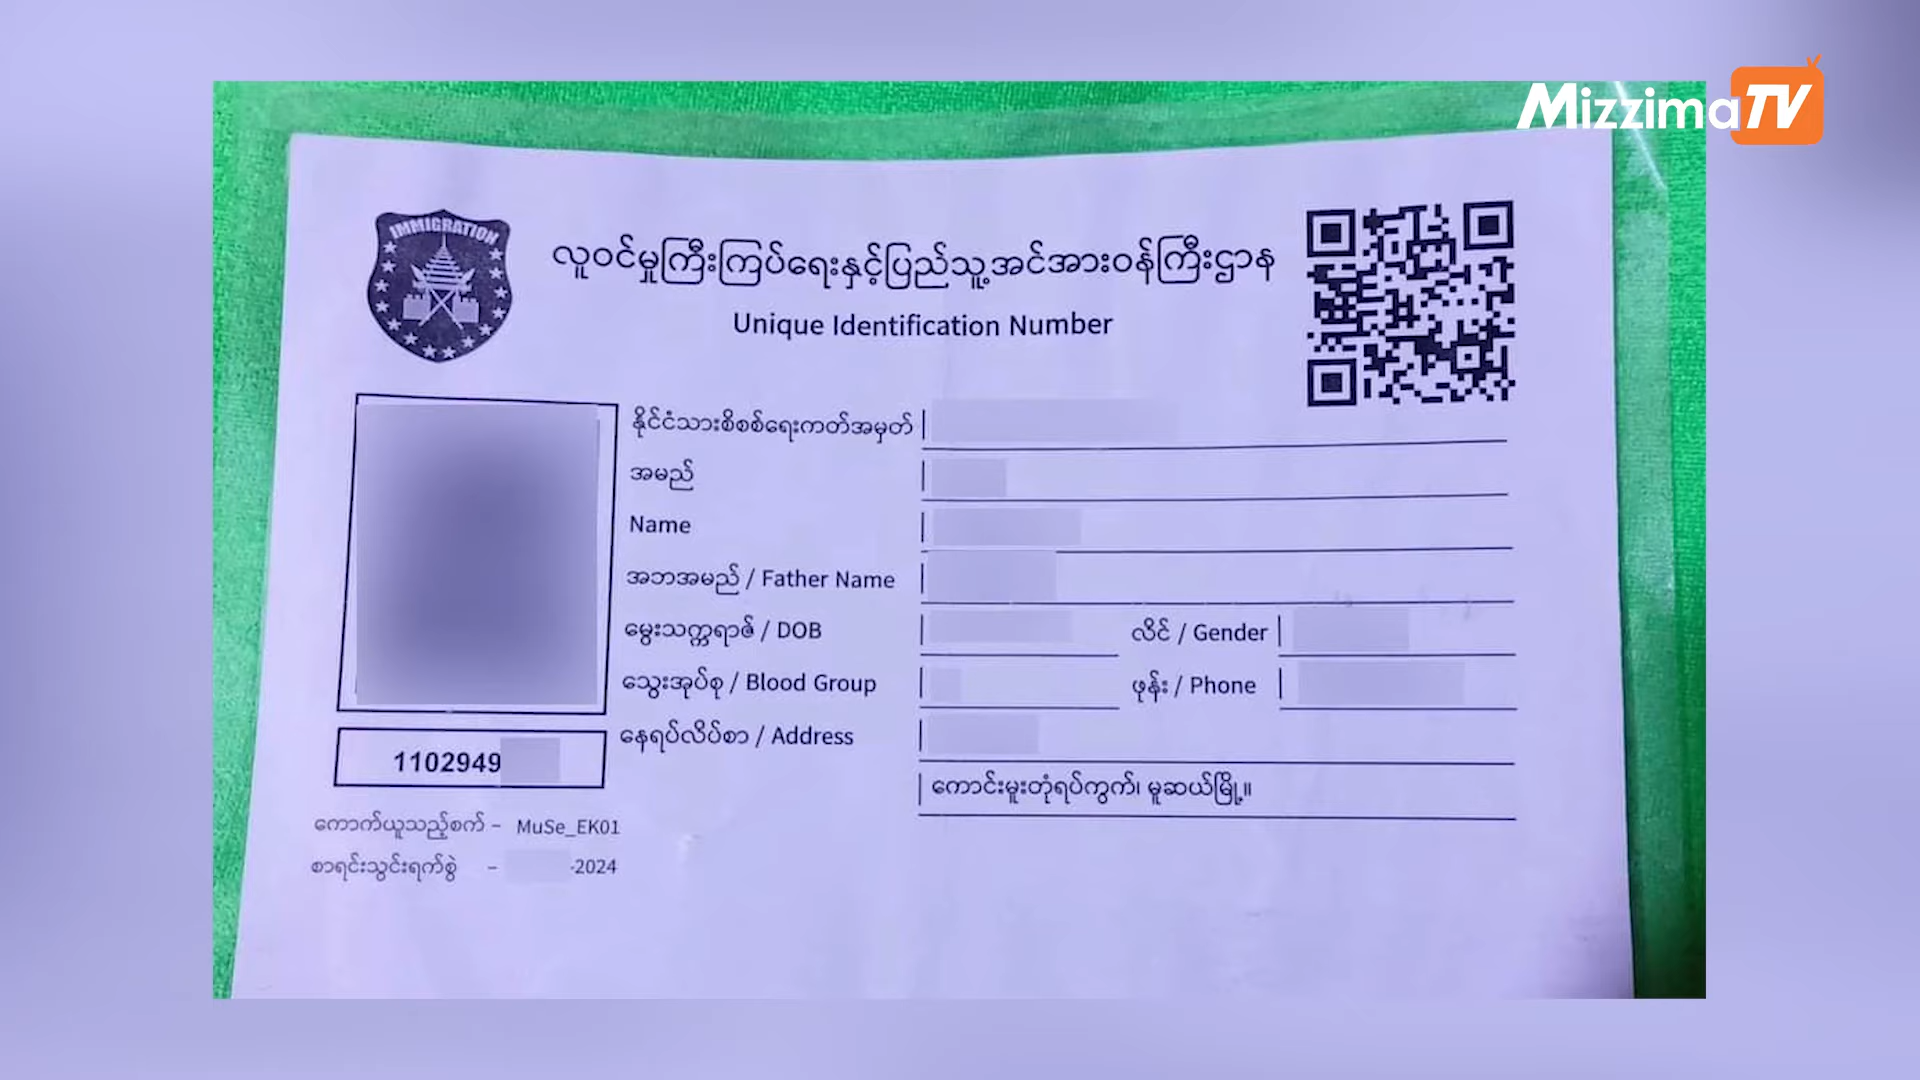 Mizzima TV
IMMIGRATION
လူဝင်မှုကြီးကြပ်ရေးနှင့်ပြည်သူ့အင်အားဝန်ကြီးဌာန
Unique Identification Number
နိုင်ငံသားစိစစ်ရေးကတ်အမှတ်
အမည်
Name
အဘအမည် / Father Name
မွေးသက္ကရာဇ် / DOB
လိင် / Gender
သွေးအုပ်စု / Blood Group
ဖုန်း / Phone
နေရပ်လိပ်စာ / Address
ကောင်းမူးတုံရပ်ကွက်၊ မူဆယ်မြို့။
1102949
ကောက်ယူသည့်စက် – MuSe_EK01
စာရင်းသွင်းရက်စွဲ – -2024